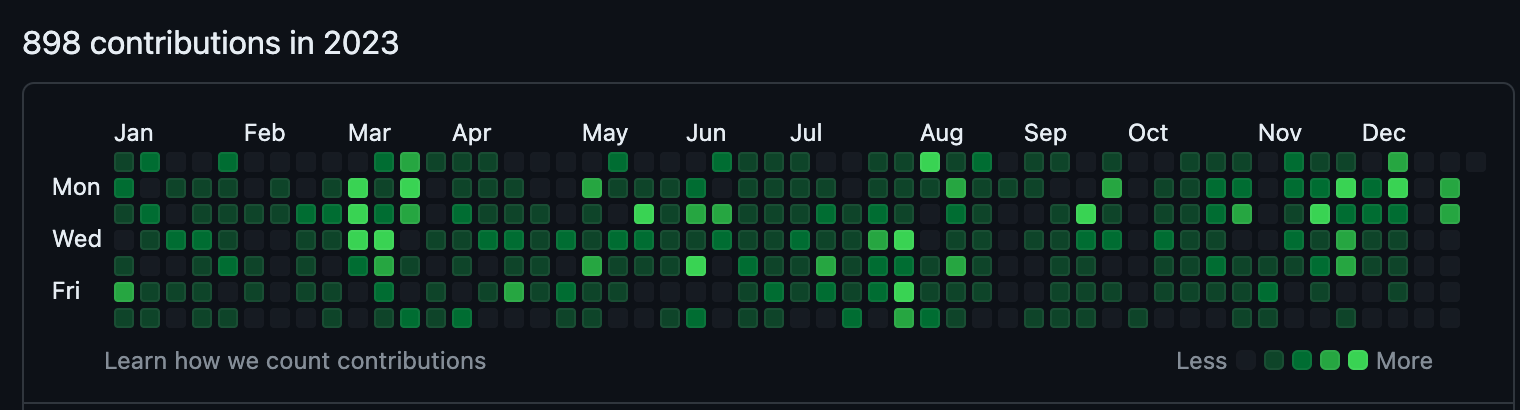 898 contributions in 2023
Jan Feb Mar Apr May Jun Jul Aug Sep Oct Nov Dec
Mon
Wed
Fri
Learn how we count contributions Less More